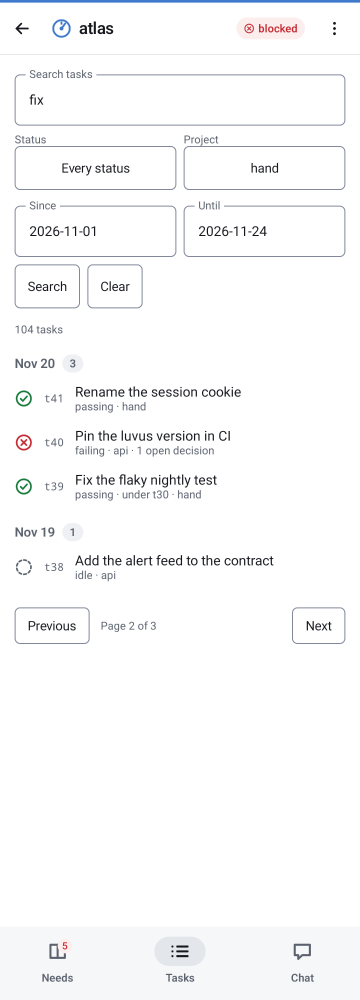 atlas
blocked
Search tasks
fix
Status
Project
Every status
hand
Since
Until
2026-11-01
2026-11-24
Search
Clear
104 tasks
Nov 20 3
t41 Rename the session cookie
passing · hand
t40 Pin the luvus version in CI
failing · api · 1 open decision
t39 Fix the flaky nightly test
passing · under t30 · hand
Nov 19 1
t38 Add the alert feed to the contract
idle · api
Previous
Page 2 of 3
Next
5
Needs
Tasks
Chat